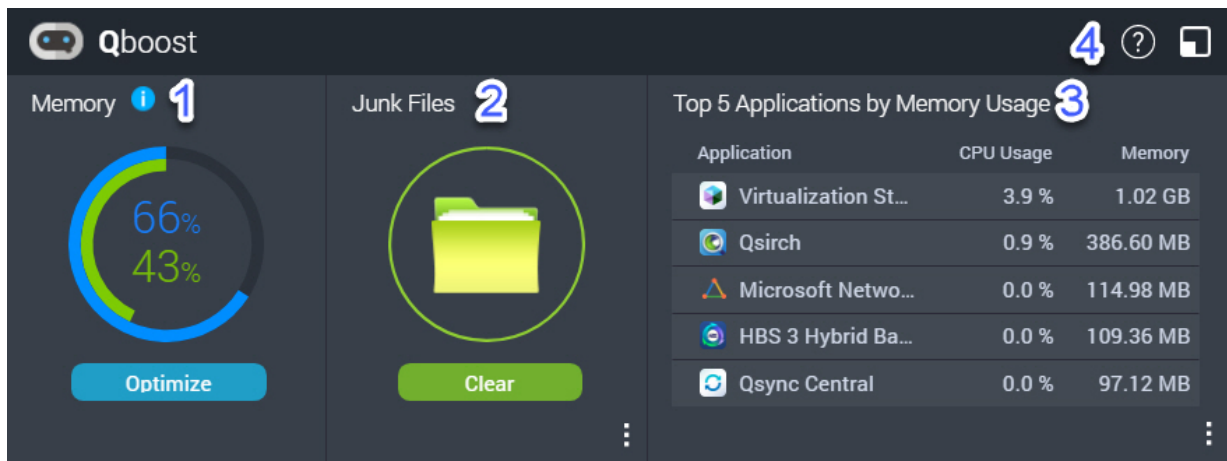 Qboost
4 ?
Memory i 1
Junk Files 2
Top 5 Applications by Memory Usage 3
66%
43%
Optimize
Clear
Application CPU Usage Memory
Virtualization St... 3.9 % 1.02 GB
Qsirch 0.9 % 386.60 MB
Microsoft Netwo... 0.0 % 114.98 MB
HBS 3 Hybrid Ba... 0.0 % 109.36 MB
Qsync Central 0.0 % 97.12 MB